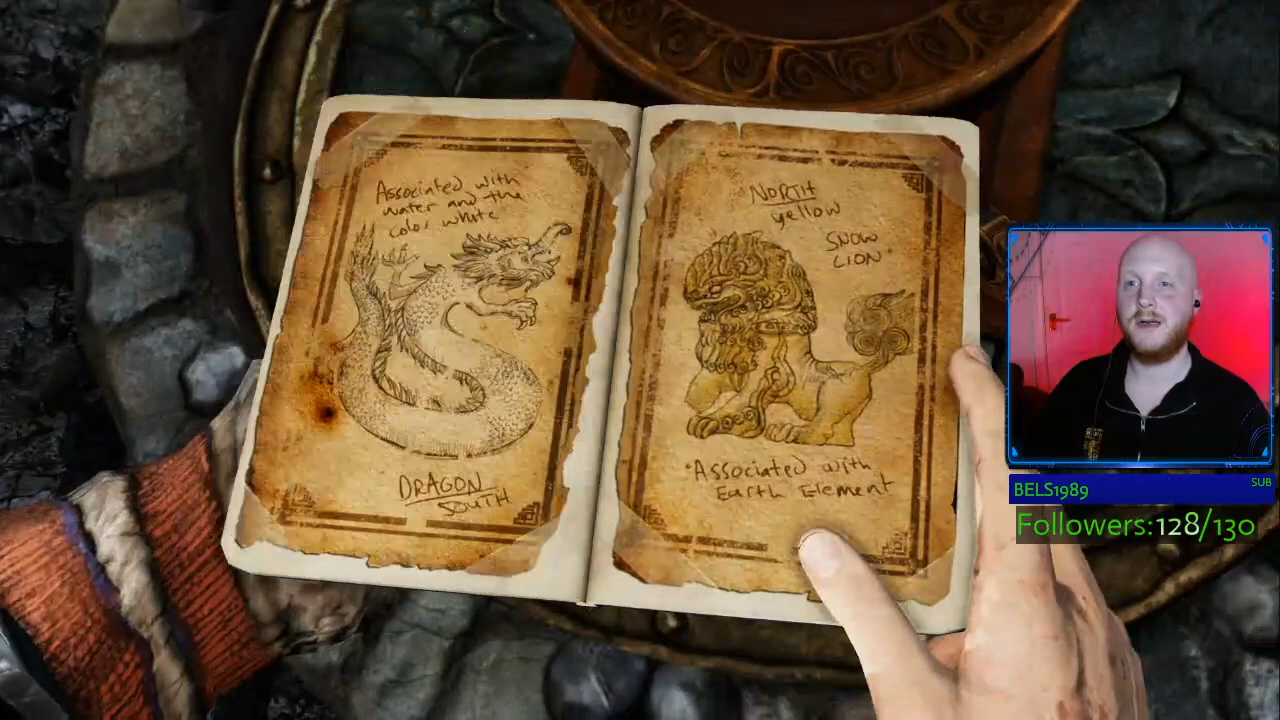 Associated with
water and the
color white
DRAGON
SOUTH
NORTH
yellow
SNOW
LION
Associated with
Earth Element
BELS1989
SUB
Followers:128/130